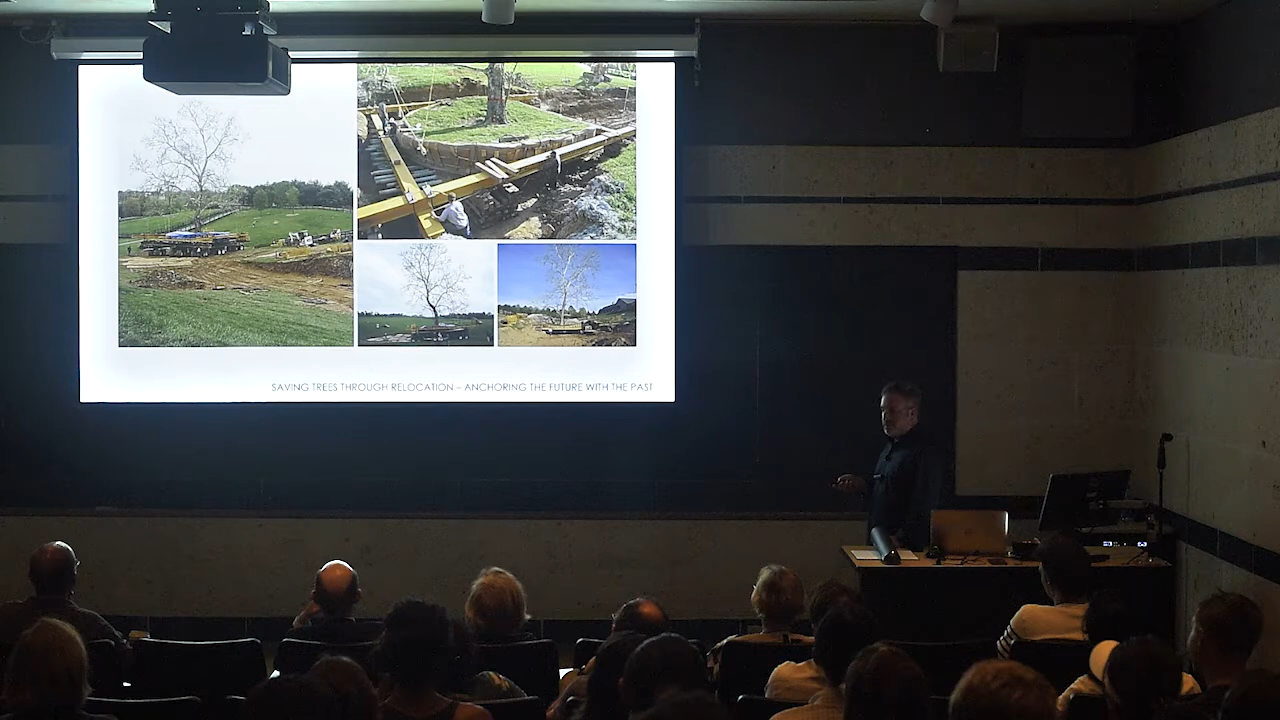 SAVING TREES THROUGH RELOCATION – ANCHORING THE FUTURE WITH THE PAST